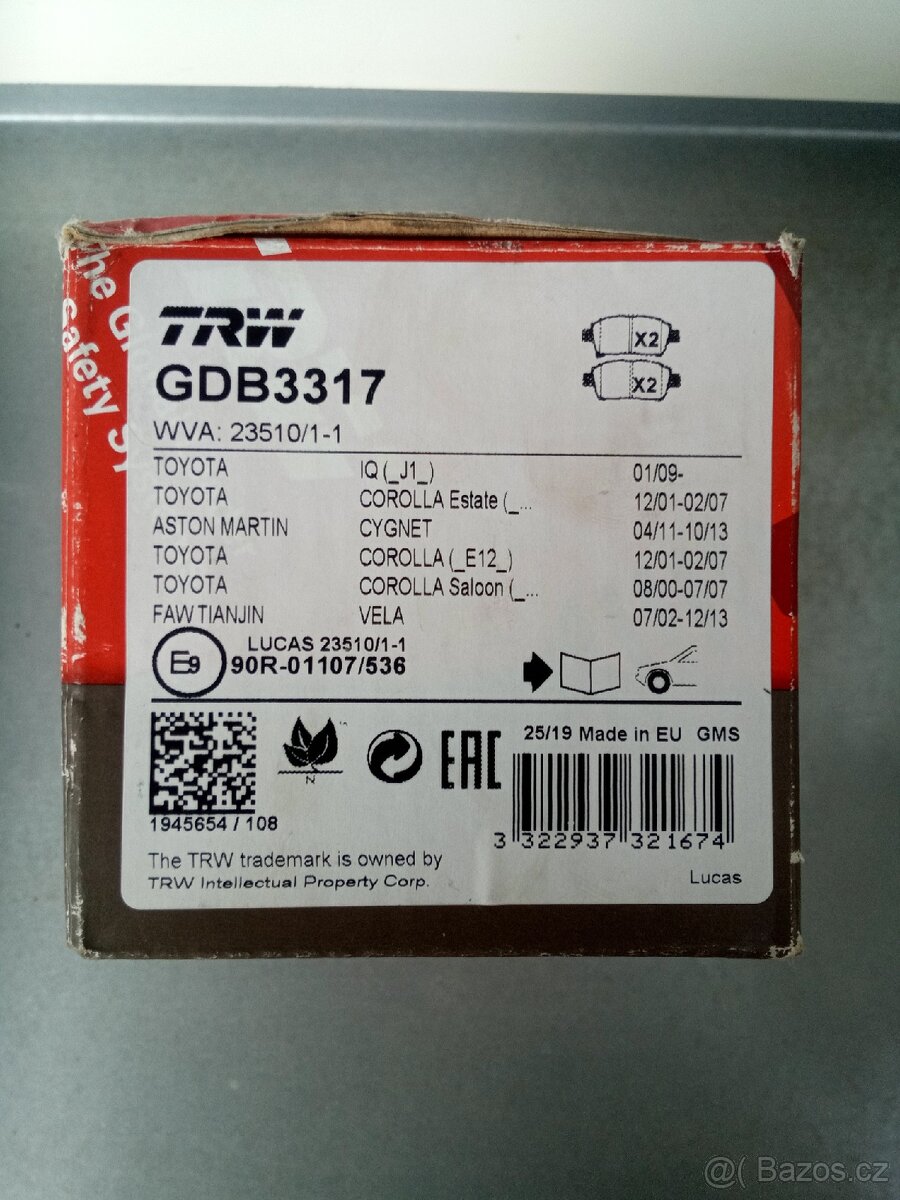 The G
Safety Sy
TRW
GDB3317
WVA: 23510/1-1
X2
X2
TOYOTA IQ (_J1_) 01/09-
TOYOTA COROLLA Estate (_... 12/01-02/07
ASTON MARTIN CYGNET 04/11-10/13
TOYOTA COROLLA (_E12_) 12/01-02/07
TOYOTA COROLLA Saloon (_... 08/00-07/07
FAW TIANJIN VELA 07/02-12/13
LUCAS 23510/1-1
E9 90R-01107/536
25/19 Made in EU GMS
N
EAC
1945654 / 108
3 322937 321674
The TRW trademark is owned by
TRW Intellectual Property Corp.
Lucas
@( Bazos.cz